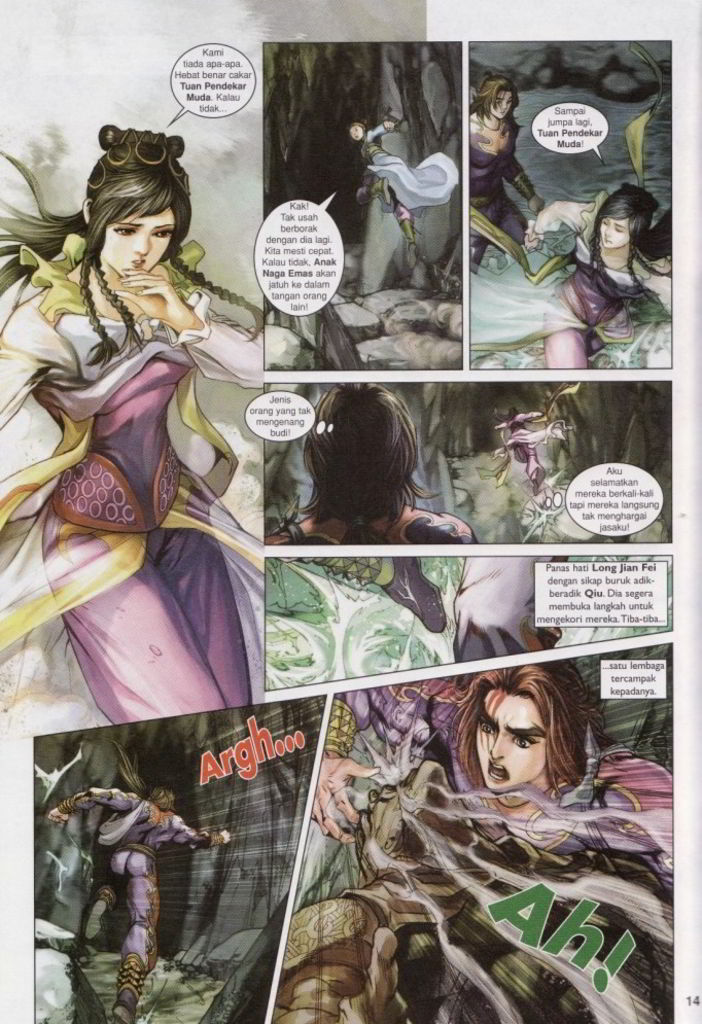 Kami
tiada apa-apa.
Hebat benar cakar
Tuan Pendekar
Muda. Kalau
tidak...
Kak!
Tak usah
berborak
dengan dia lagi.
Kita mesti cepat.
Kalau tidak, Anak
Naga Emas akan
jatuh ke dalam
tangan orang
lain!
Sampai
jumpa lagi,
Tuan Pendekar
Muda!
Jenis
orang yang tak
mengenang
budi!
Aku
selamatkan
mereka berkali-kali
tapi mereka langsung
tak menghargai
jasaku!
Panas hati Long Jian Fei
dengan sikap buruk adik-
beradik Qiu. Dia segera
membuka langkah untuk
mengekori mereka. Tiba-tiba...
...satu lembaga
tercampak
kepadanya.
Argh...
Ah!
14